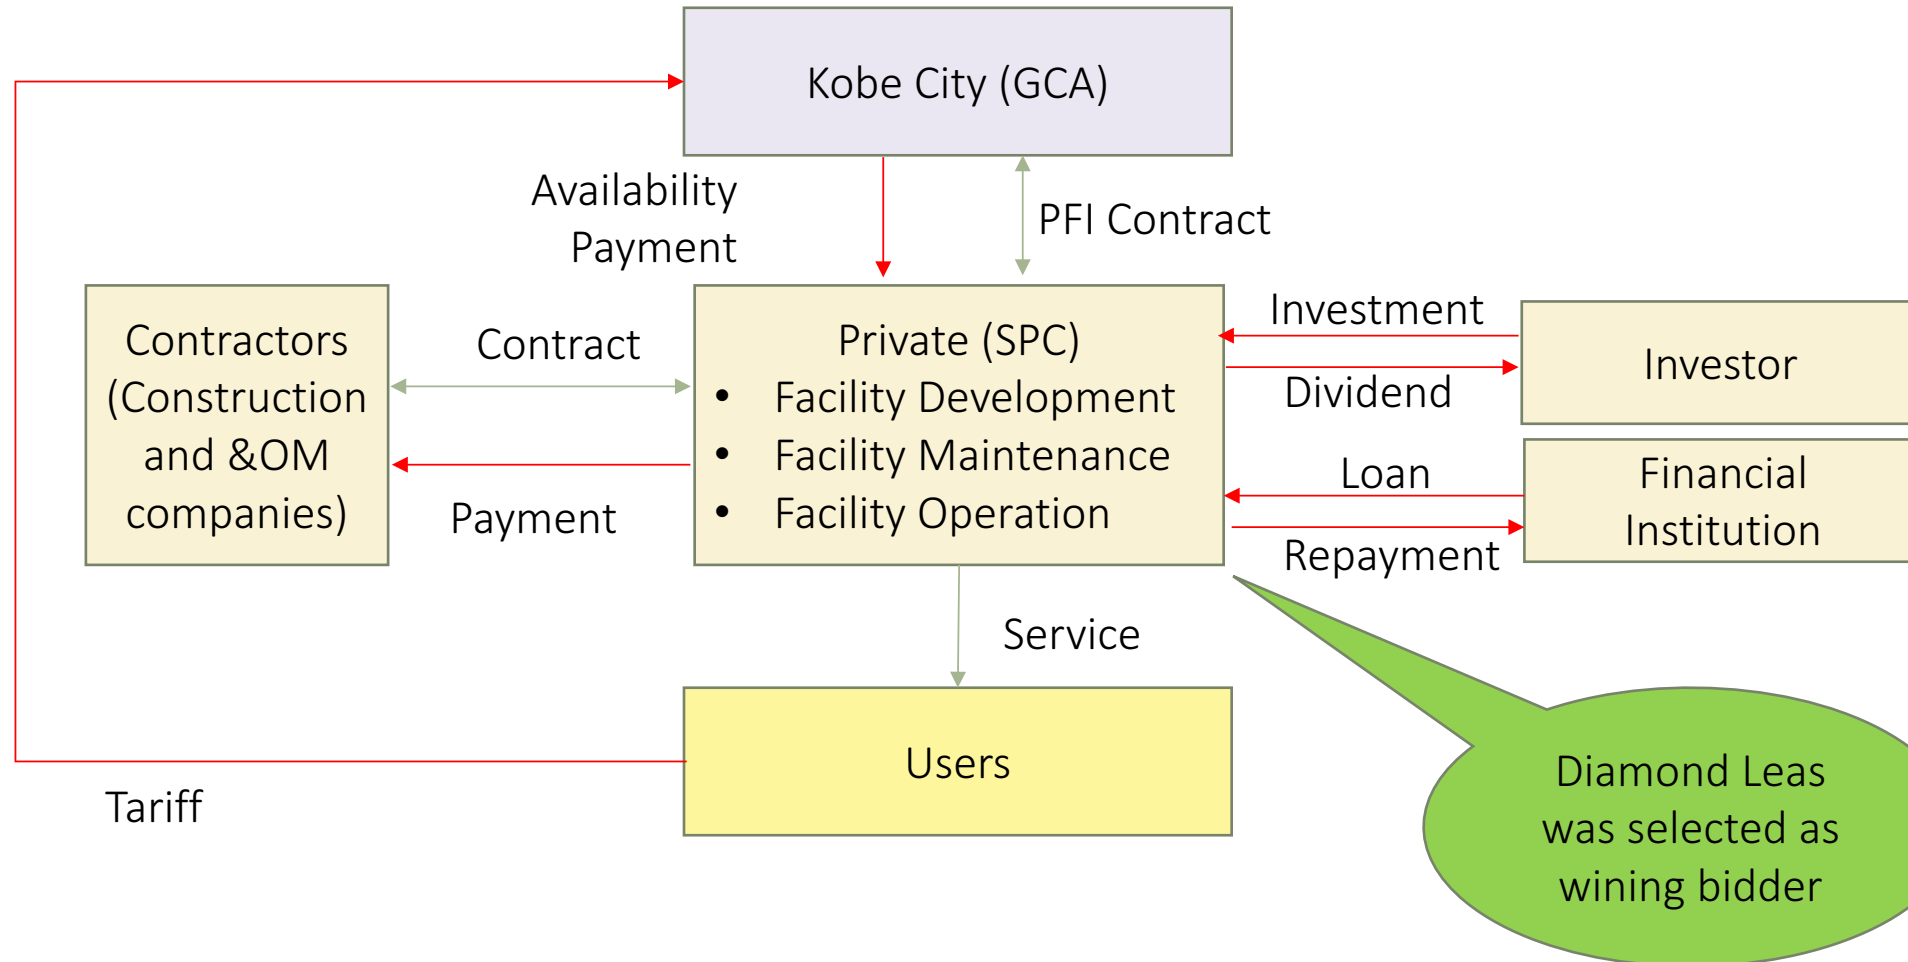 Kobe City (GCA)
Availability
Payment
PFI Contract
Contractors
(Construction
and &OM
companies)
Contract
Payment
Private (SPC)
• Facility Development
• Facility Maintenance
• Facility Operation
Investment
Dividend
Investor
Loan
Repayment
Financial
Institution
Service
Users
Tariff
Diamond Leas
was selected as
wining bidder